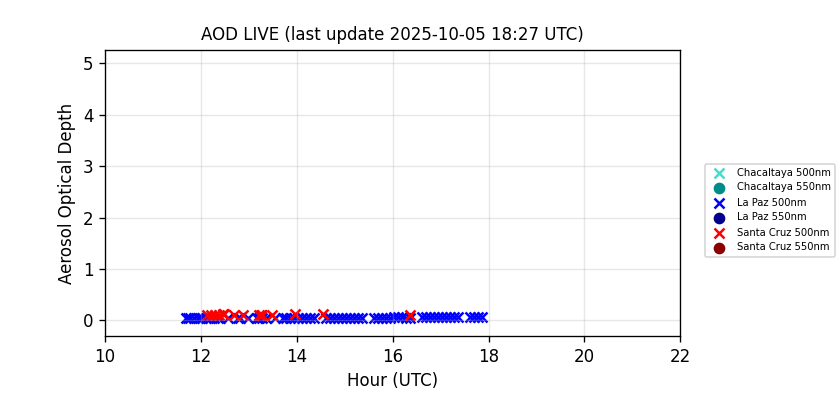 AOD LIVE (last update 2025-10-05 18:27 UTC)
5
4
3
2
1
0
Aerosol Optical Depth
10 12 14 16 18 20 22
Hour (UTC)
Chacaltaya 500nm
Chacaltaya 550nm
La Paz 500nm
La Paz 550nm
Santa Cruz 500nm
Santa Cruz 550nm